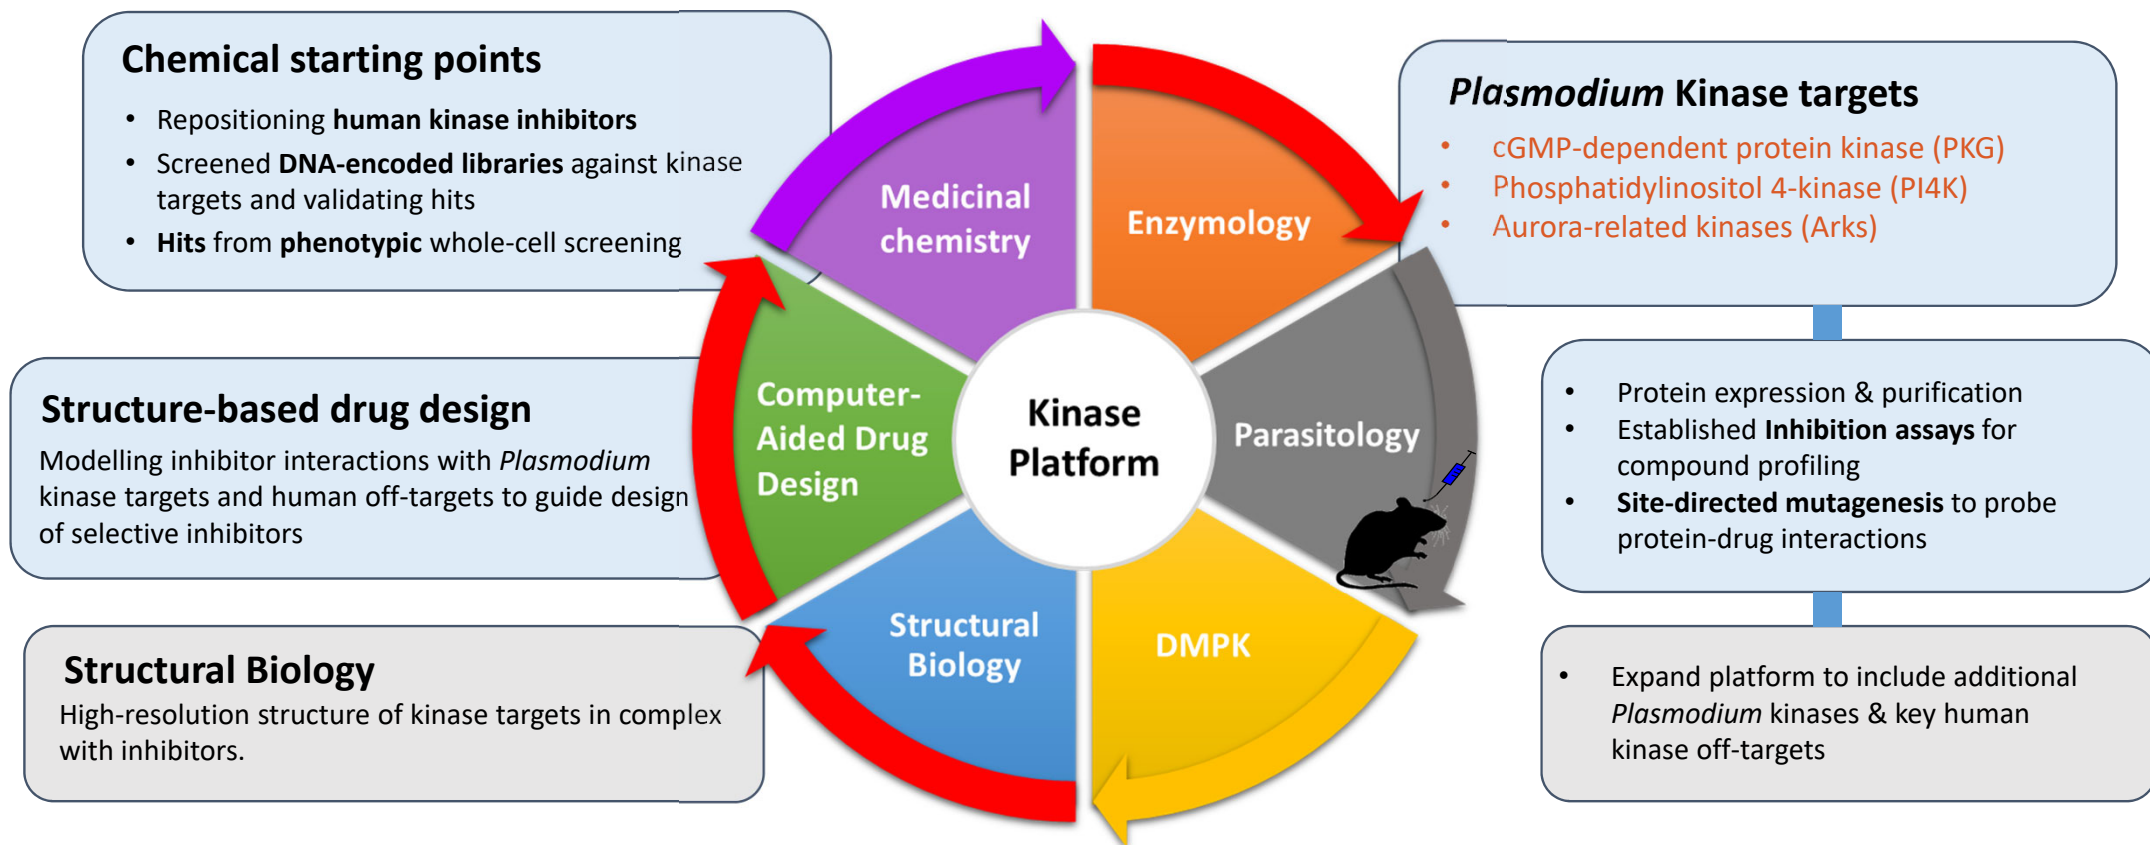 Chemical starting points
• Repositioning human kinase inhibitors
• Screened DNA-encoded libraries against kinase
targets and validating hits
• Hits from phenotypic whole-cell screening
Structure-based drug design
Modelling inhibitor interactions with Plasmodium
kinase targets and human off-targets to guide design
of selective inhibitors
Structural Biology
High-resolution structure of kinase targets in complex
with inhibitors.
Medicinal
chemistry
Enzymology
Computer-
Aided Drug
Design
Kinase
Platform
Parasitology
Structural
Biology
DMPK
Plasmodium Kinase targets
• cGMP-dependent protein kinase (PKG)
• Phosphatidylinositol 4-kinase (PI4K)
• Aurora-related kinases (Arks)
• Protein expression & purification
• Established Inhibition assays for
compound profiling
• Site-directed mutagenesis to probe
protein-drug interactions
• Expand platform to include additional
Plasmodium kinases & key human
kinase off-targets